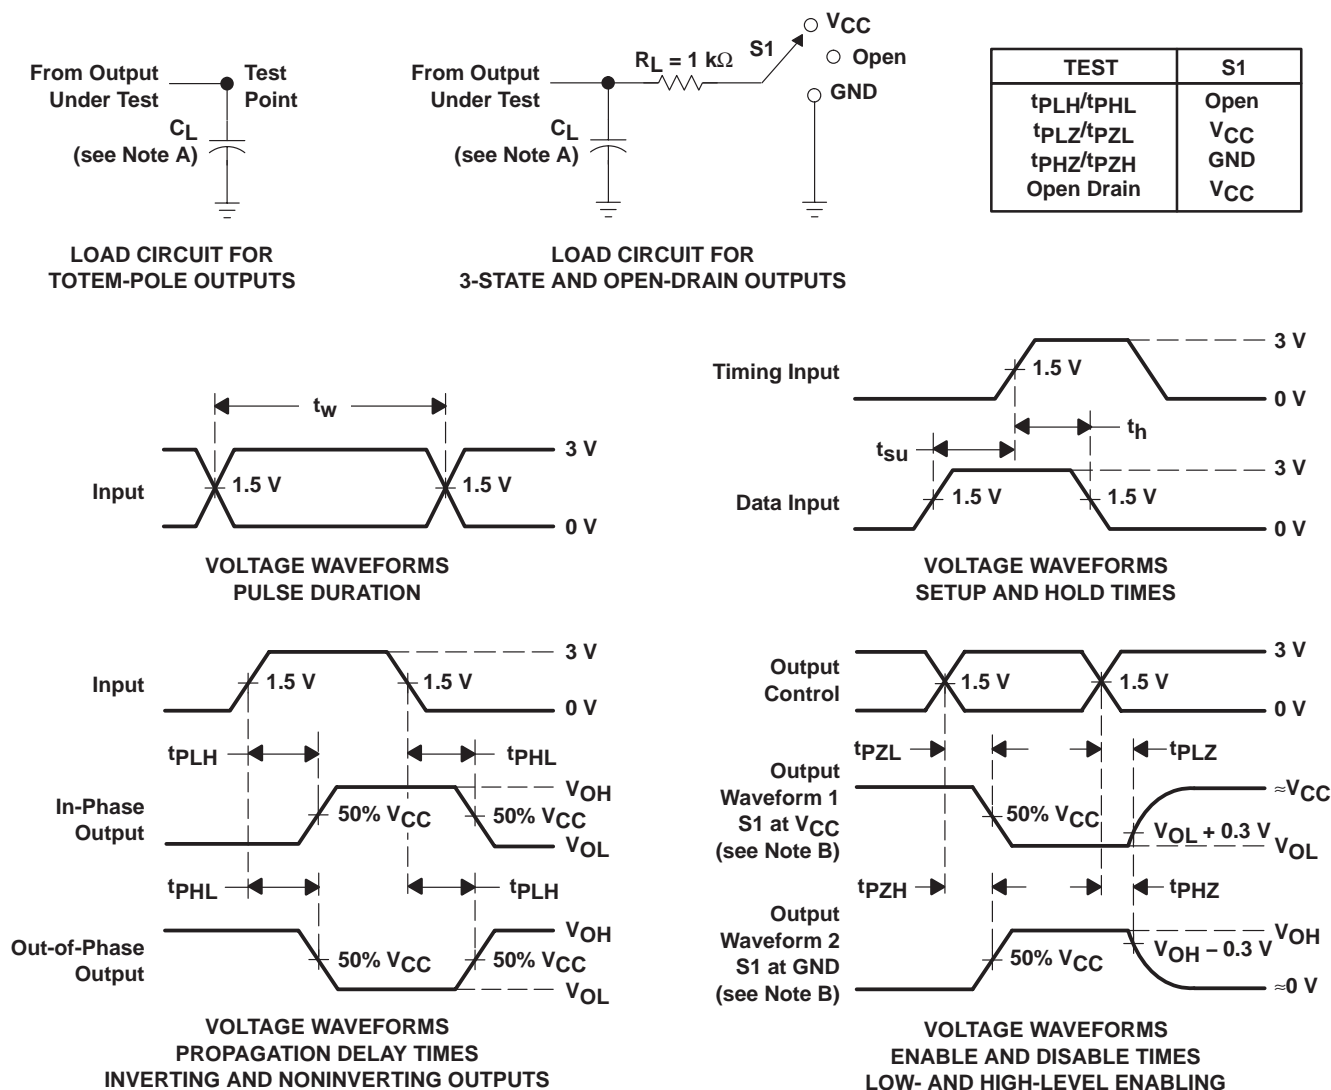 From Output
Under Test
Test
Point
CL
(see Note A)
LOAD CIRCUIT FOR
TOTEM-POLE OUTPUTS
From Output
Under Test
RL = 1 kΩ
S1
VCC
Open
GND
CL
(see Note A)
LOAD CIRCUIT FOR
3-STATE AND OPEN-DRAIN OUTPUTS
TEST S1
tPLH/tPHL Open
tPLZ/tPZL VCC
tPHZ/tPZH GND
Open Drain VCC
tw
Input
1.5 V
1.5 V
3 V
0 V
VOLTAGE WAVEFORMS
PULSE DURATION
Timing Input
1.5 V
3 V
0 V
th
tsu
Data Input
1.5 V
1.5 V
3 V
0 V
VOLTAGE WAVEFORMS
SETUP AND HOLD TIMES
Input
1.5 V
1.5 V
3 V
0 V
tPLH
tPHL
In-Phase
Output
50% VCC
50% VCC
VOH
VOL
tPHL
tPLH
Out-of-Phase
Output
50% VCC
50% VCC
VOH
VOL
VOLTAGE WAVEFORMS
PROPAGATION DELAY TIMES
INVERTING AND NONINVERTING OUTPUTS
Output
Control
1.5 V
1.5 V
3 V
0 V
tPZL
tPLZ
Output
Waveform 1
S1 at VCC
(see Note B)
50% VCC
VOL + 0.3 V
≈VCC
VOL
tPZH
tPHZ
Output
Waveform 2
S1 at GND
(see Note B)
50% VCC
VOH − 0.3 V
VOH
≈0 V
VOLTAGE WAVEFORMS
ENABLE AND DISABLE TIMES
LOW- AND HIGH-LEVEL ENABLING